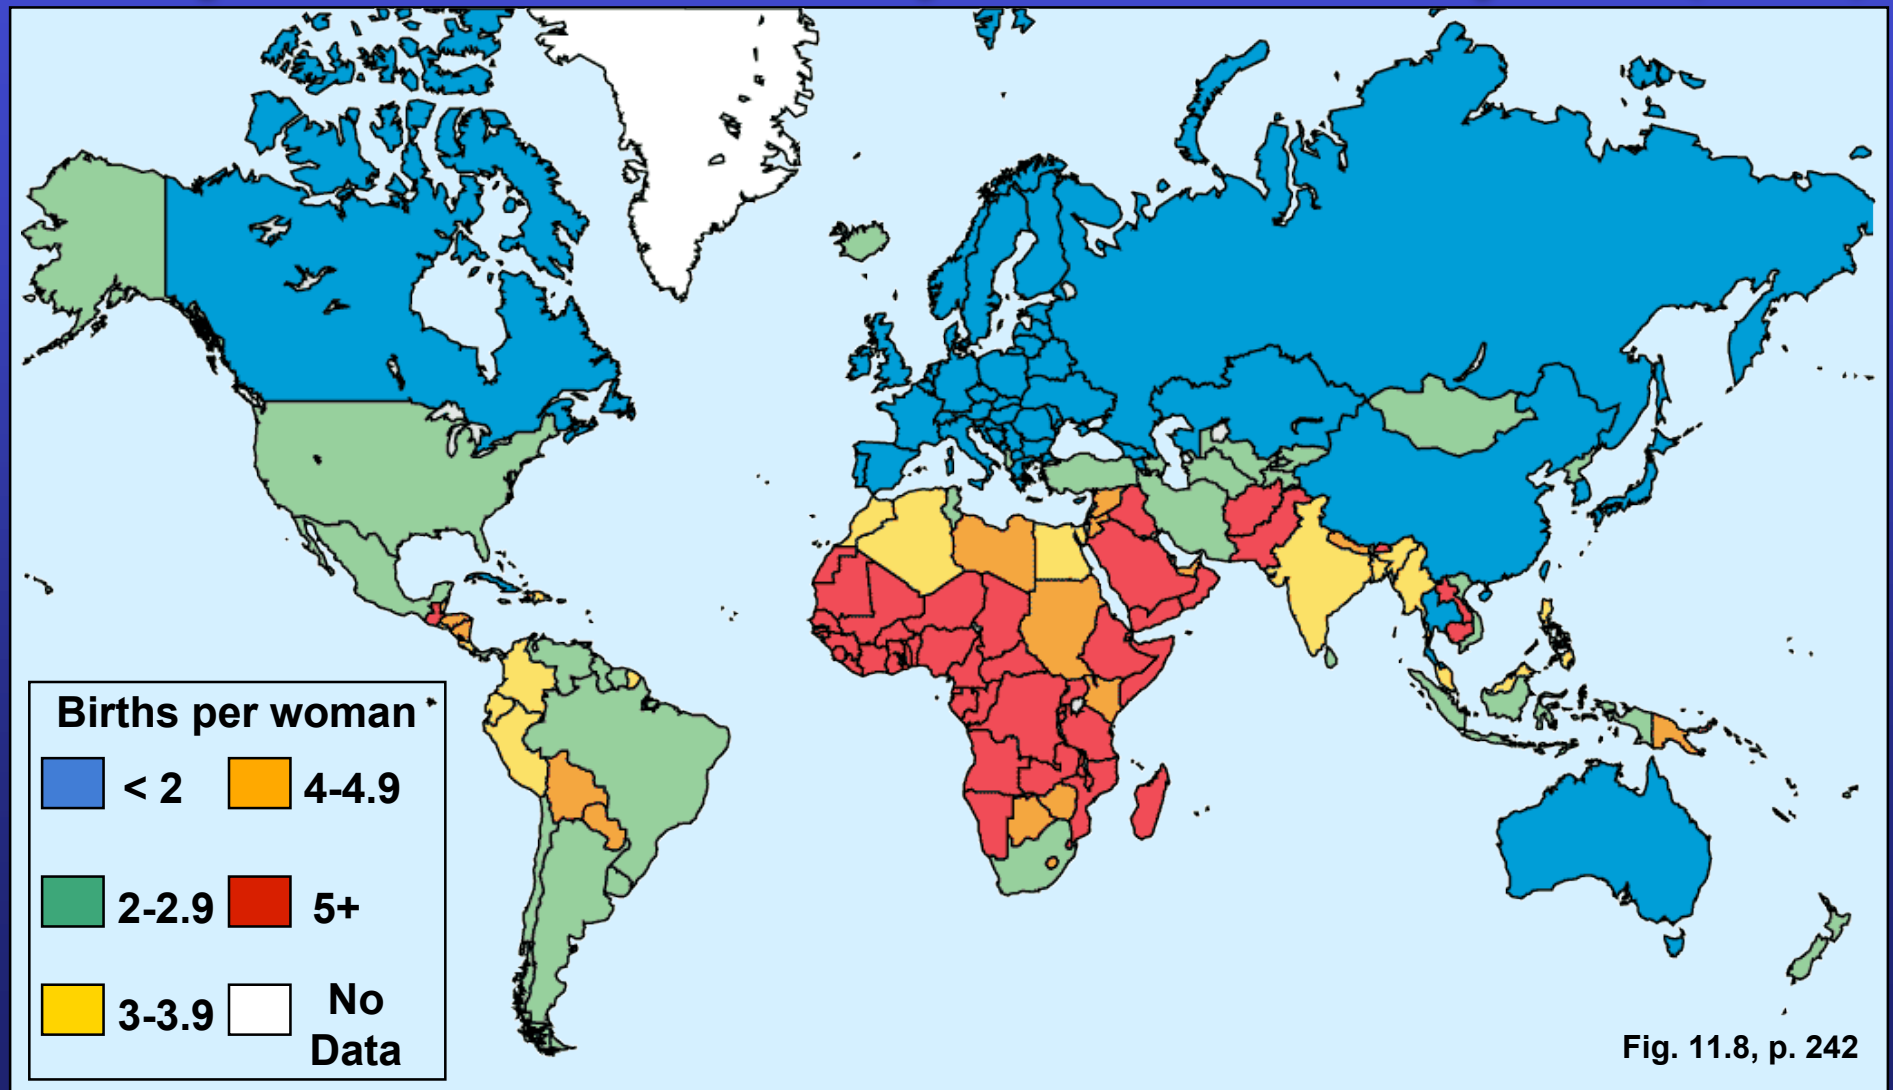 Births per woman
< 2
4-4.9
2-2.9
5+
3-3.9
No
Data
Fig. 11.8, p. 242